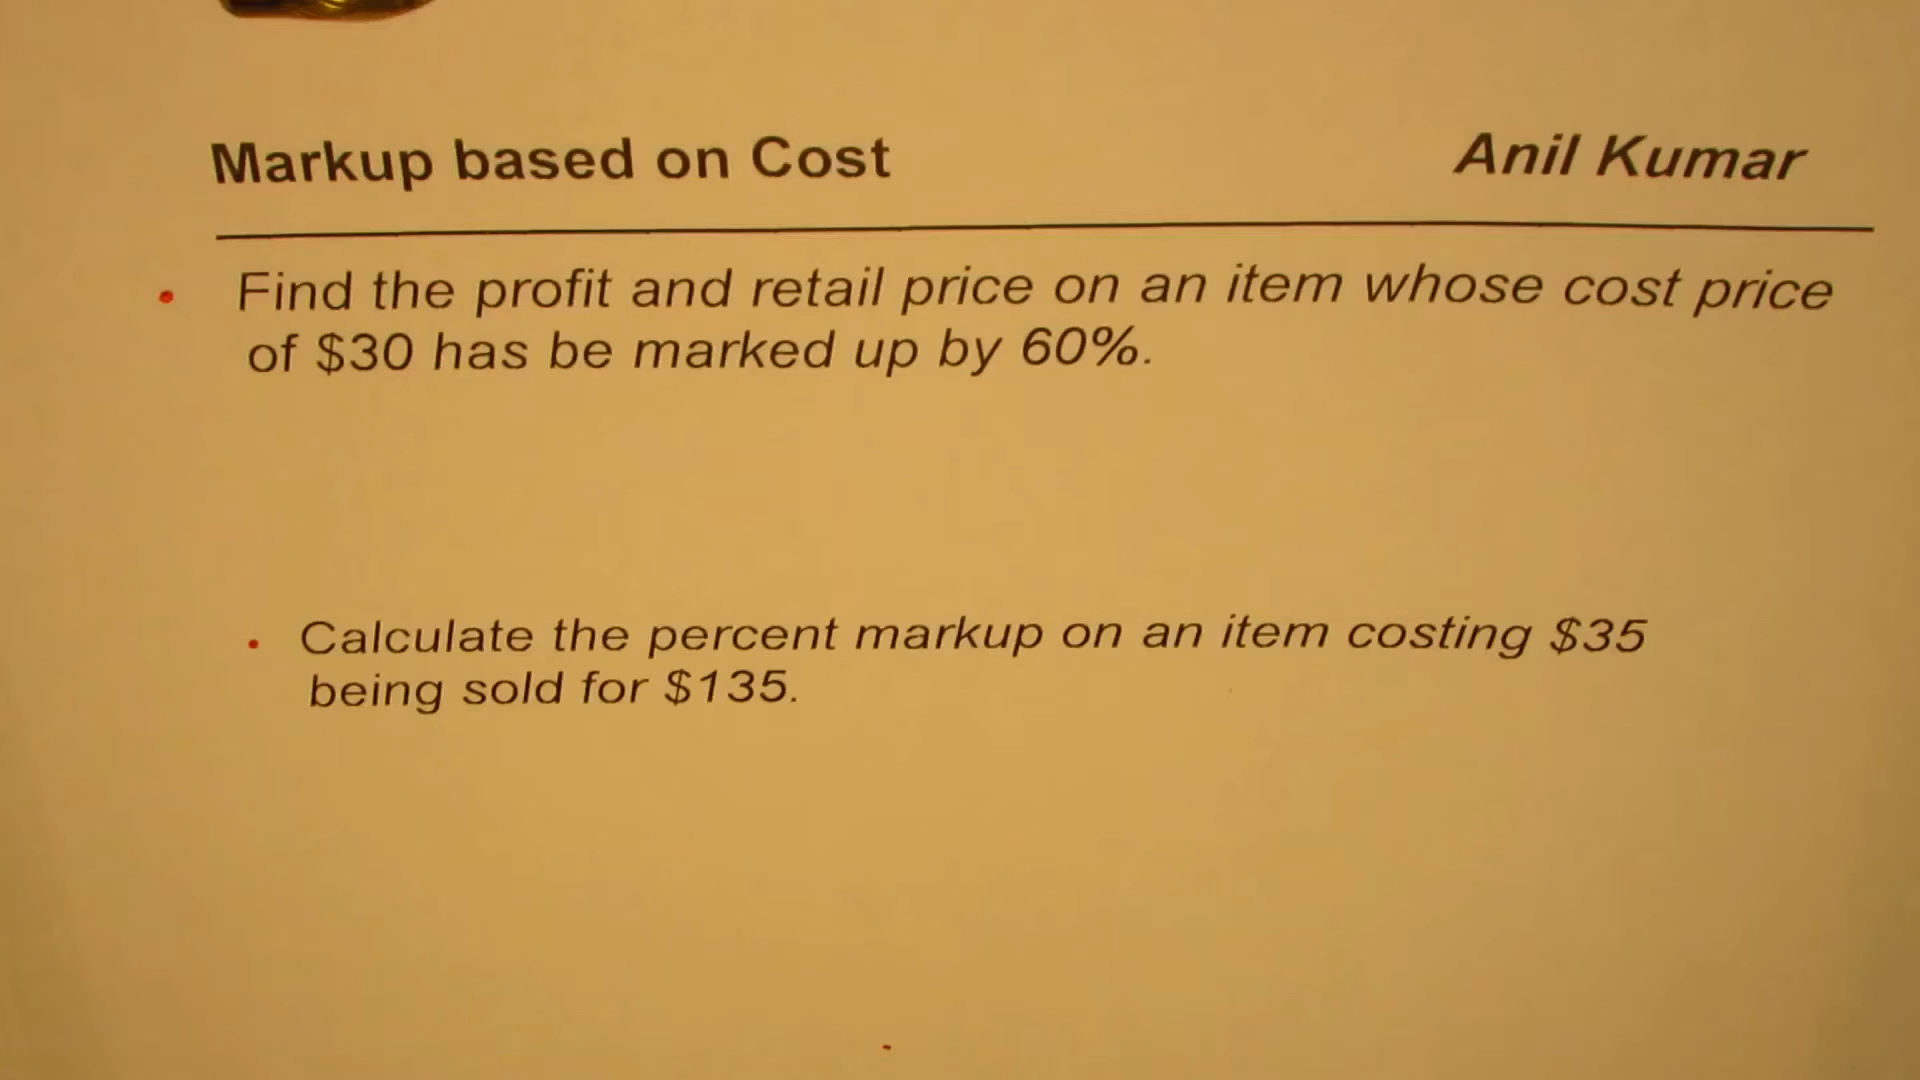 Markup based on Cost
Anil Kumar
• Find the profit and retail price on an item whose cost price
of $30 has be marked up by 60%.
• Calculate the percent markup on an item costing $35
being sold for $135.